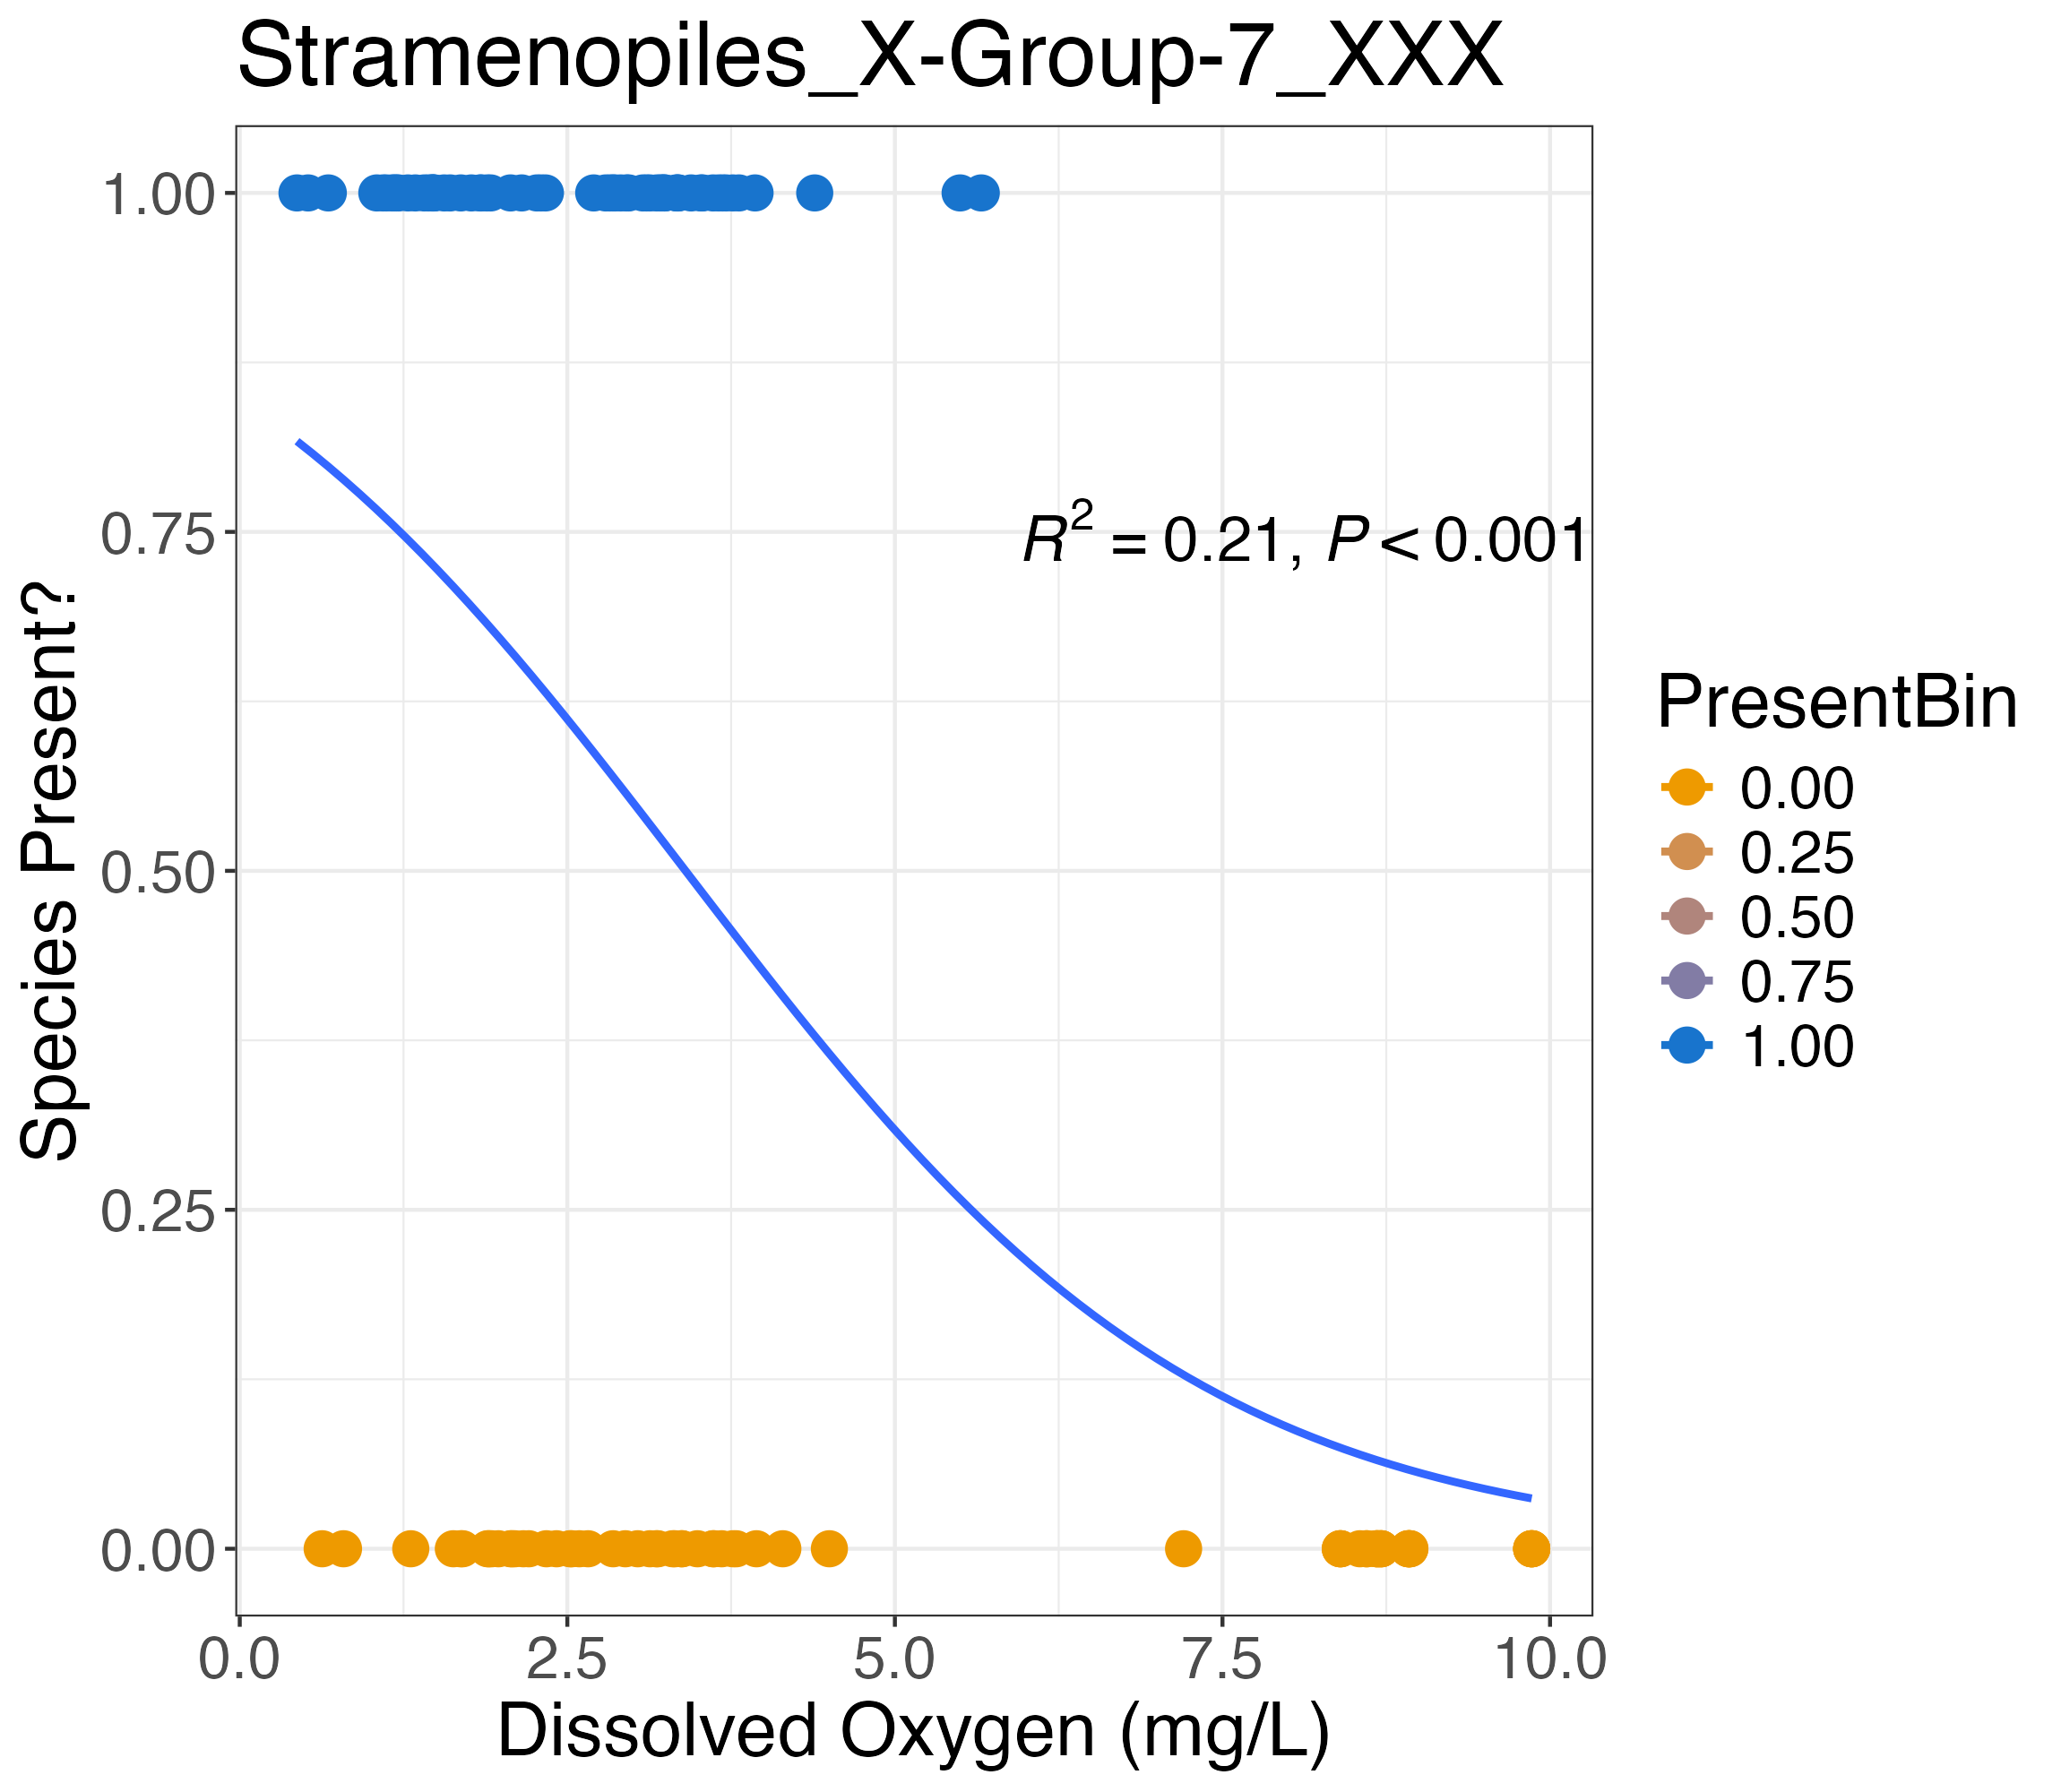 Stramenopiles_X-Group-7_XXX
Species Present?
1.00
0.75
0.50
0.25
0.00
R² = 0.21, P < 0.001
0.0 2.5 5.0 7.5 10.0
Dissolved Oxygen (mg/L)
PresentBin
0.00
0.25
0.50
0.75
1.00